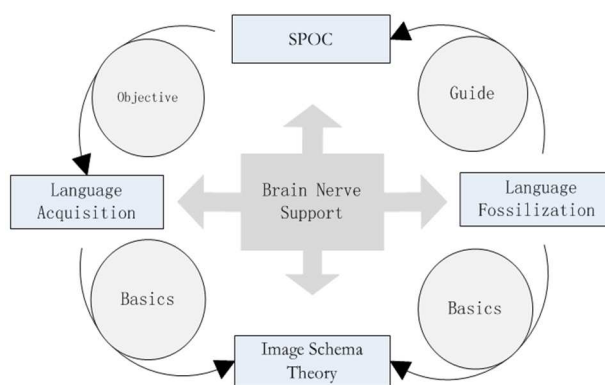 SPOC
Objective
Guide
Language
Acquisition
Brain Nerve
Support
Language
Fossilization
Basics
Basics
Image Schema
Theory